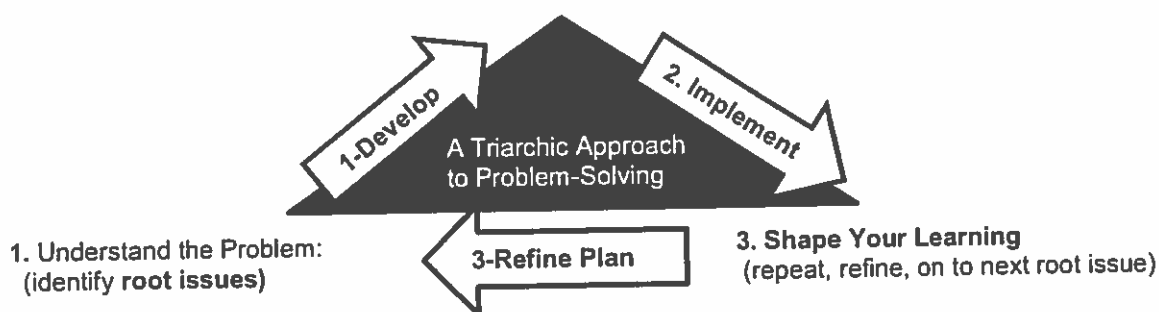 1-Develop
2. Implement
A Triarchic Approach
to Problem-Solving
1. Understand the Problem:
(identify root issues)
3-Refine Plan
3. Shape Your Learning
(repeat, refine, on to next root issue)